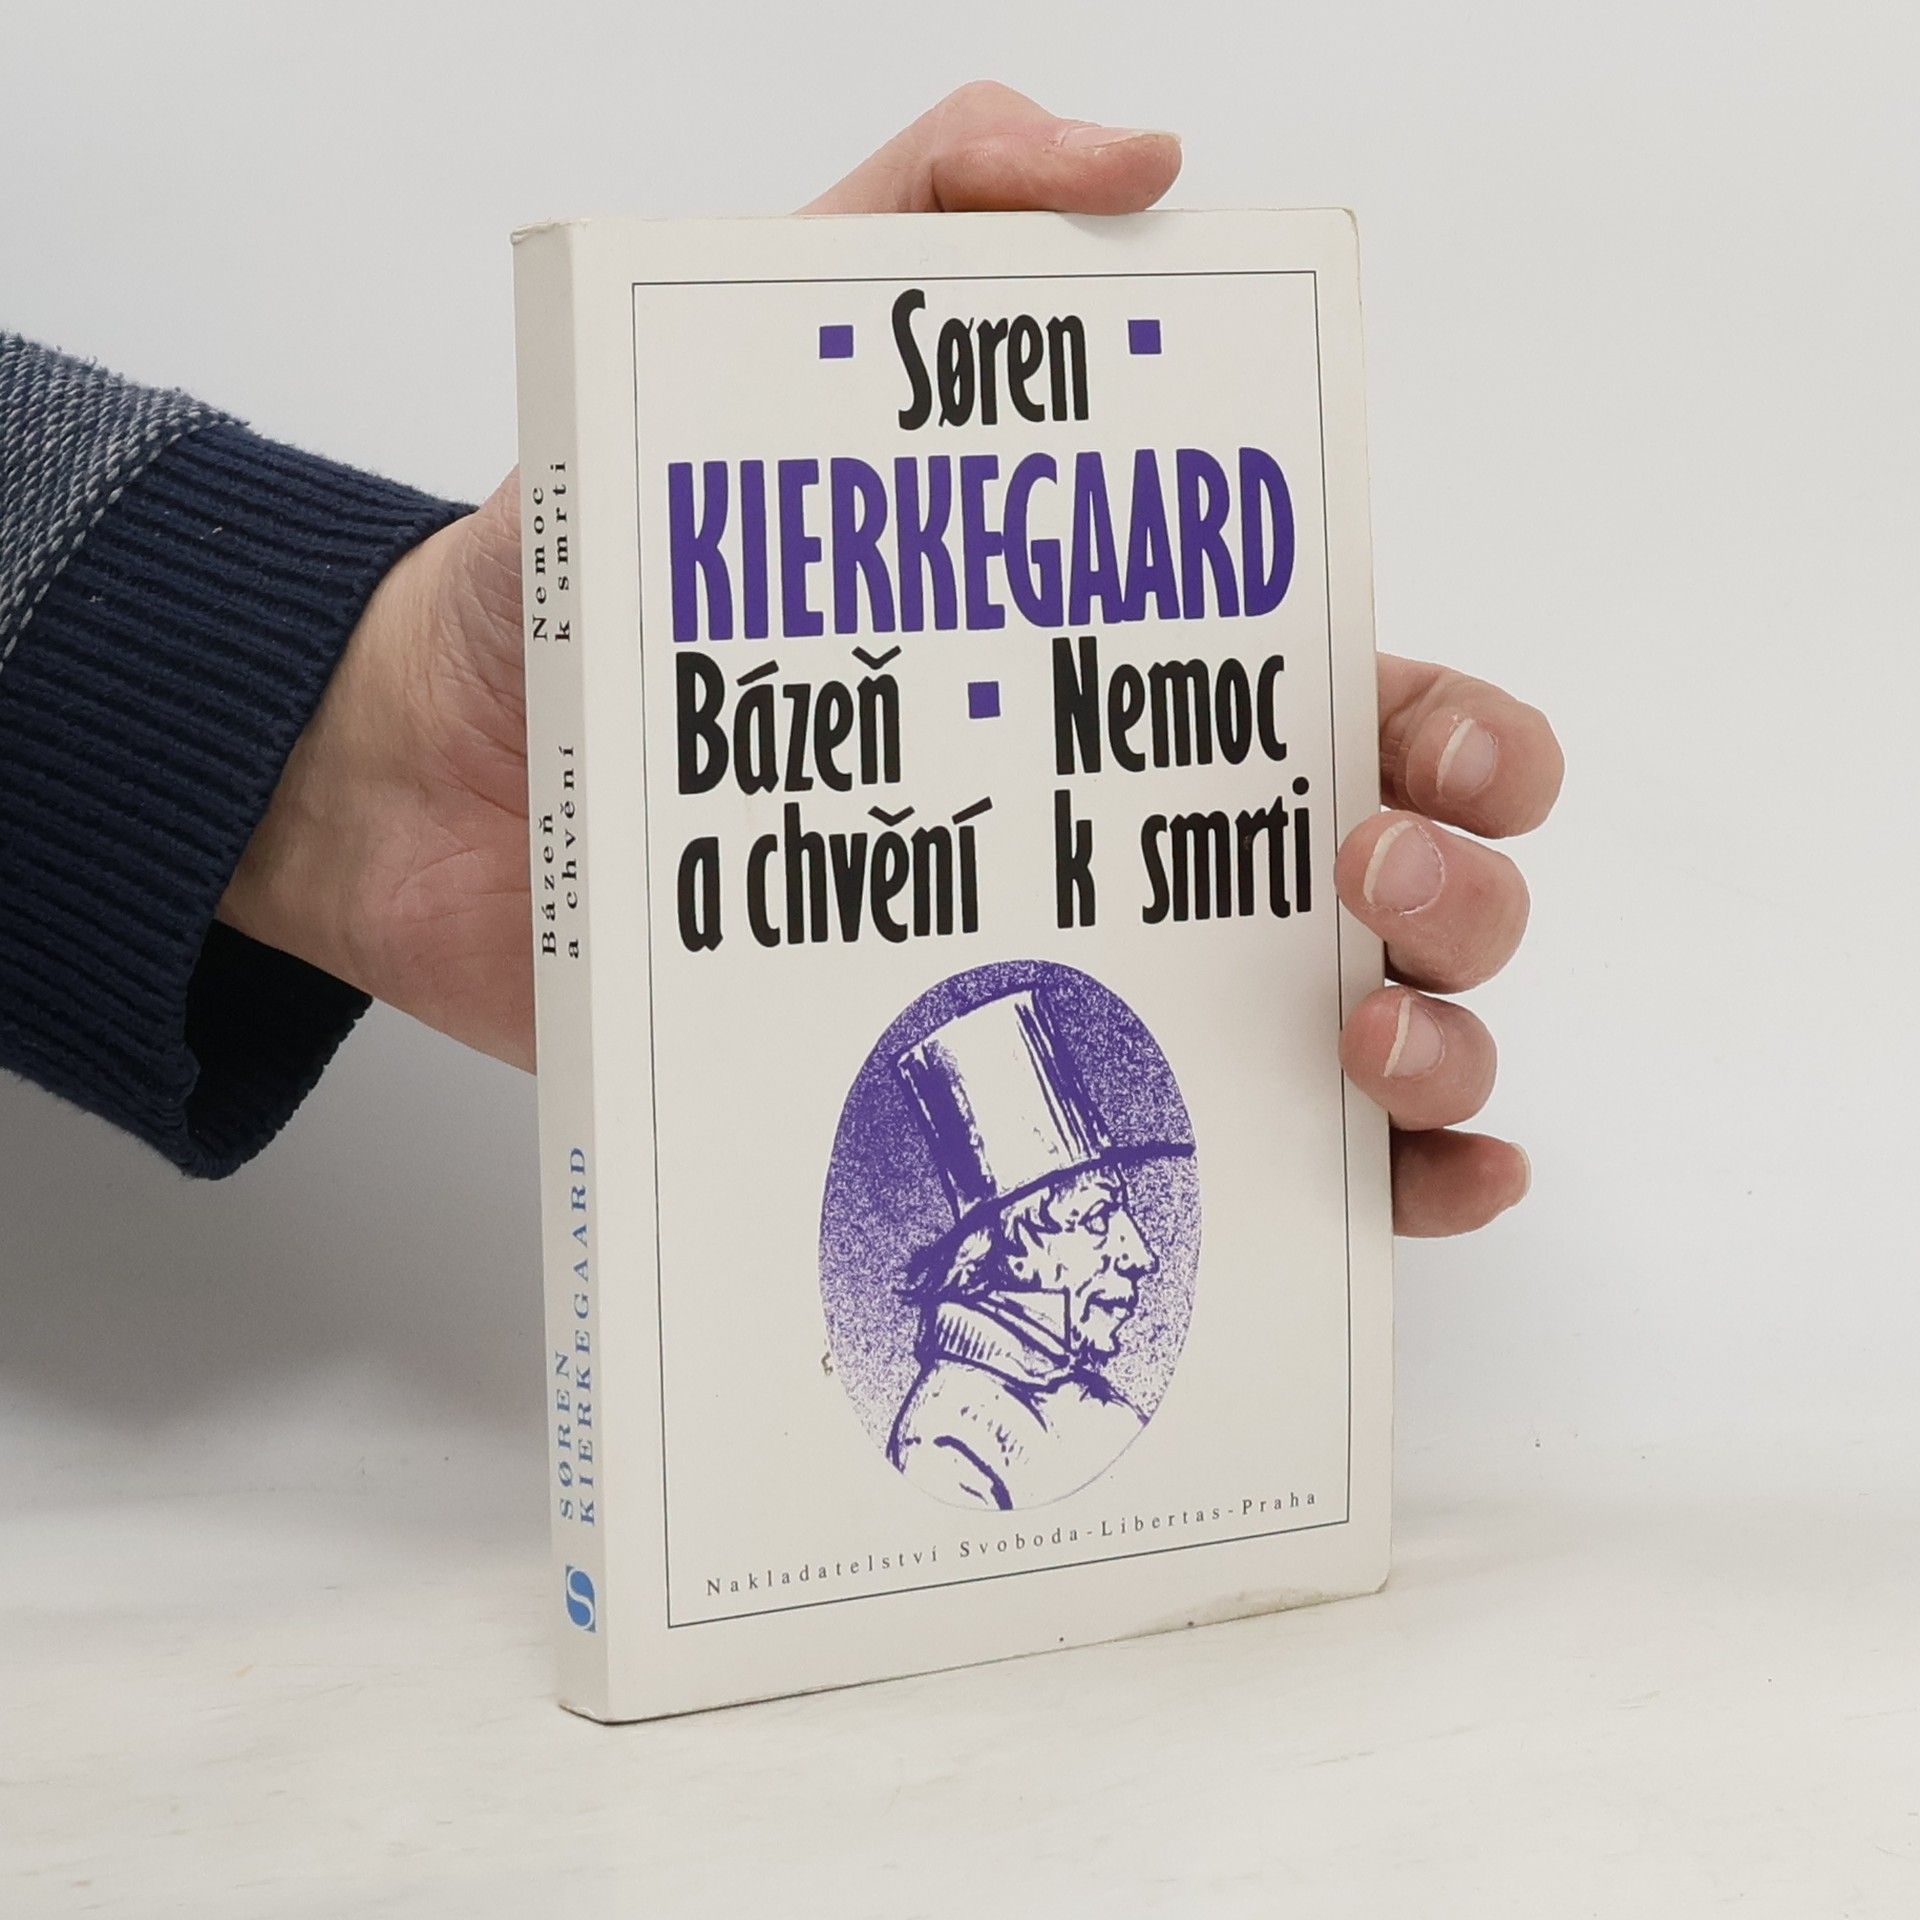 Søren
KIERKEGAARD
Bázeň
a chvění
Nemoc
k smrti
Nakladatelství Svoboda-Libertas-Praha
S
SØREN
KIERKEGAARD
Bázeň
a chvění
Nemoc
k smrti